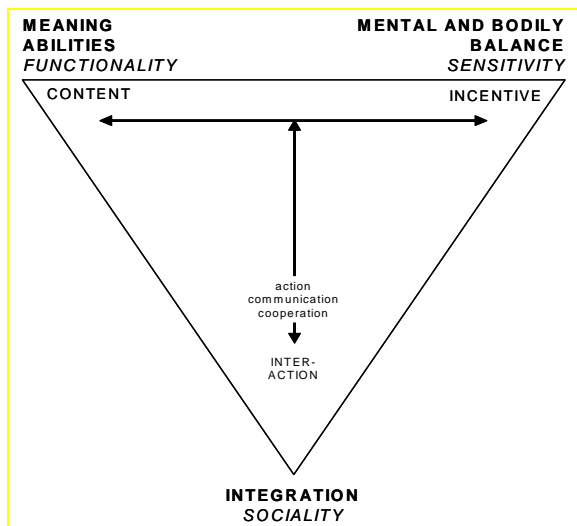 MEANING
ABILITIES
FUNCTIONALITY
MENTAL AND BODILY
BALANCE
SENSITIVITY
CONTENT
INCENTIVE
action
communication
cooperation
INTER-
ACTION
INTEGRATION
SOCIALITY